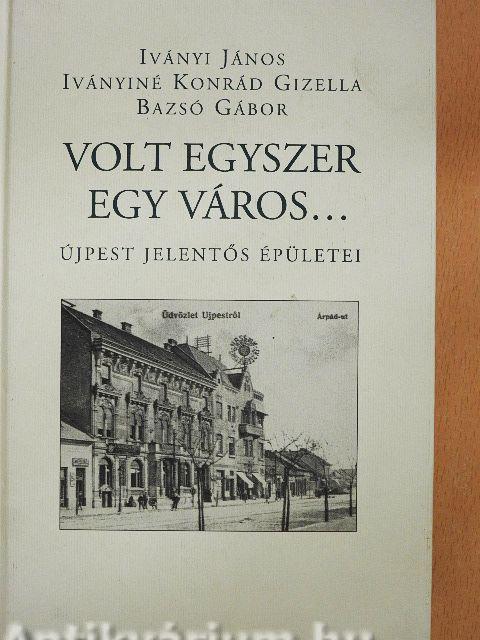 IVÁNYI JÁNOS
IVÁNYINÉ KONRÁD GIZELLA
BAZSÓ GÁBOR
VOLT EGYSZER
EGY VÁROS...
ÚJPEST JELENTŐS ÉPÜLETEI
Üdvözlet Ujpestről Árpád-ut
Antikvárium.hu